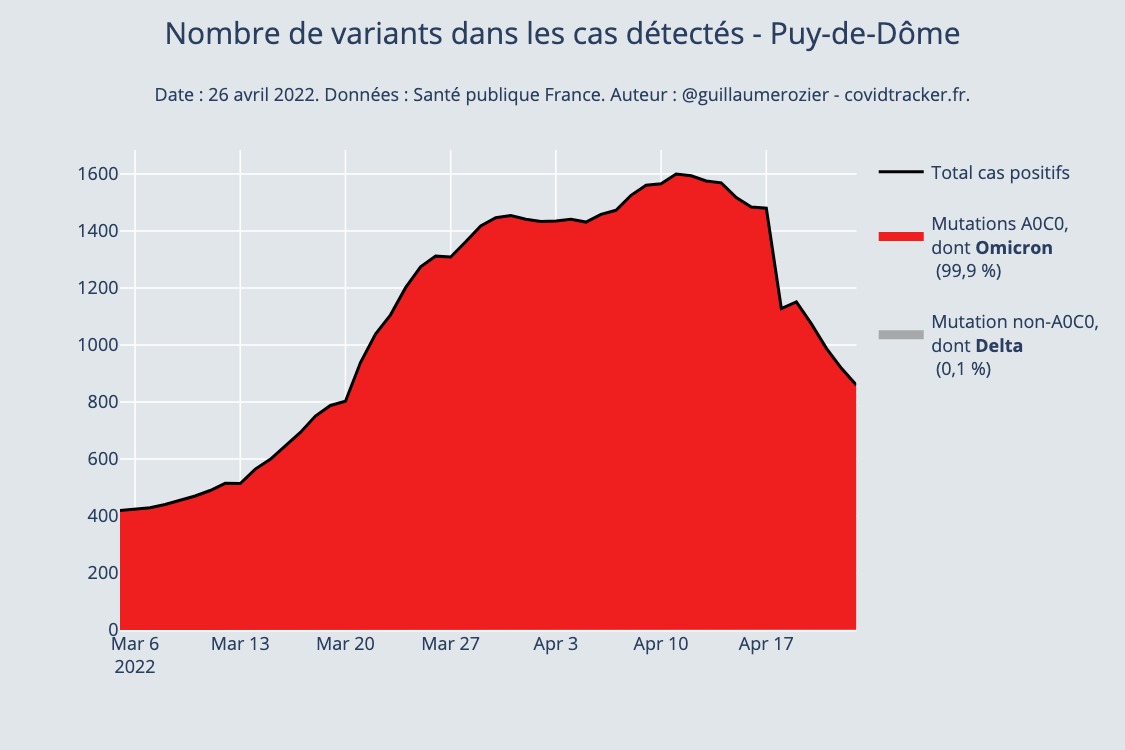 Nombre de variants dans les cas détectés - Puy-de-Dôme
Date : 26 avril 2022. Données : Santé publique France. Auteur : @guillaumerozier - covidtracker.fr.
1600
1400
1200
1000
800
600
400
200
0
Mar 6
2022
Mar 13
Mar 20
Mar 27
Apr 3
Apr 10
Apr 17
Total cas positifs
Mutations A0C0,
dont Omicron
(99,9 %)
Mutation non-A0C0,
dont Delta
(0,1 %)